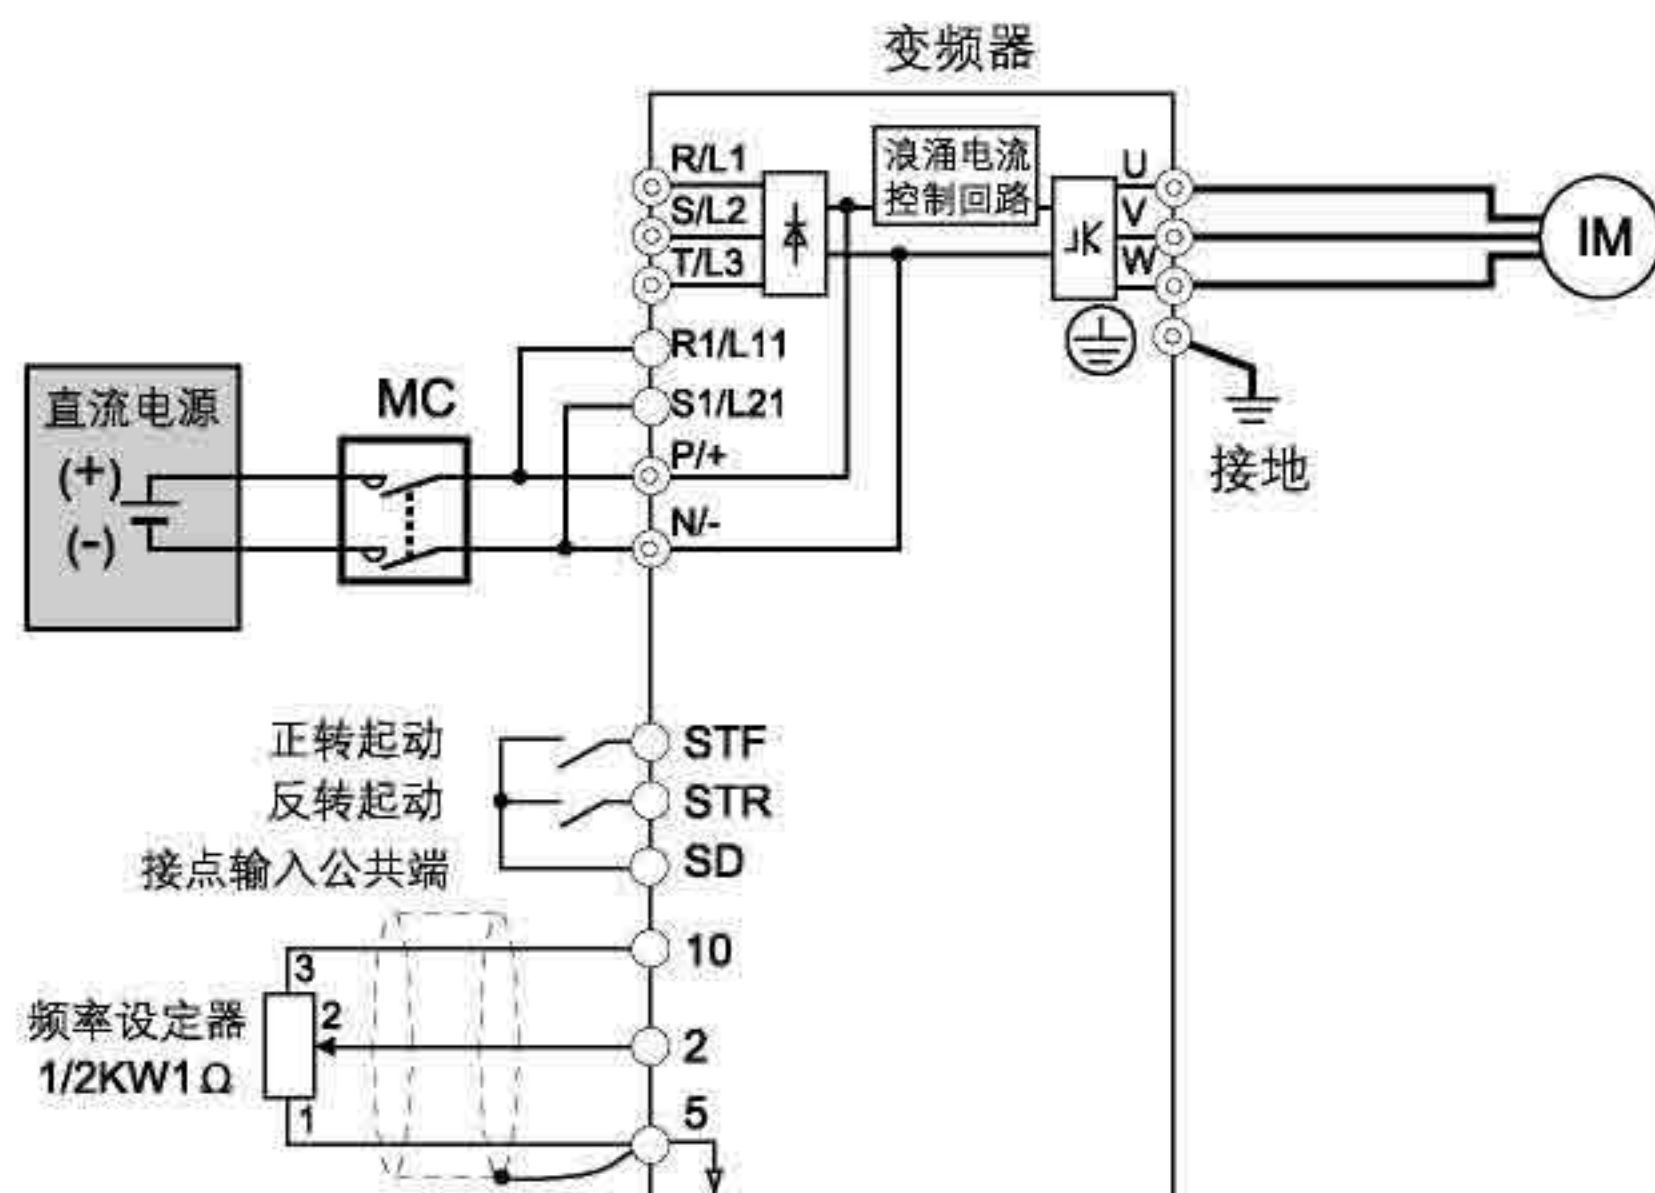 变频器
R/L1
S/L2
T/L3
浪涌电流
控制回路
U
V
W
IM
R1/L11
S1/L21
P/+
N/-
直流电源
(+)
(-)
MC
接地
正转起动
反转起动
接点输入公共端
STF
STR
SD
10
2
5
3
2
1
频率设定器
1/2KW1Ω